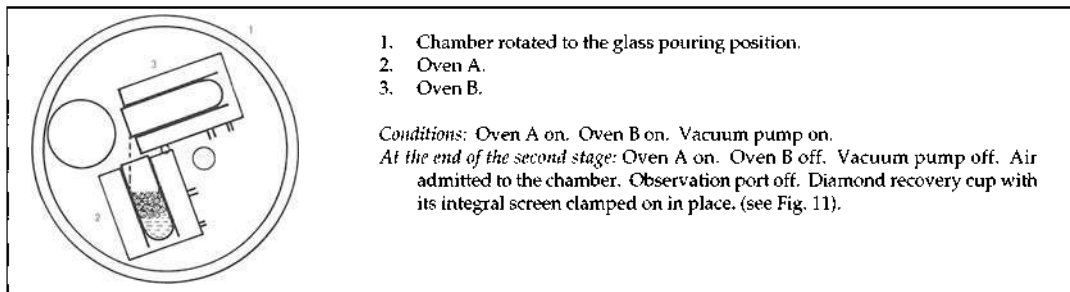 1
3
2
1. Chamber rotated to the glass pouring position.
2. Oven A.
3. Oven B.
Conditions: Oven A on. Oven B on. Vacuum pump on.
At the end of the second stage: Oven A on. Oven B off. Vacuum pump off. Air
admitted to the chamber. Observation port off. Diamond recovery cup with
its integral screen clamped on in place. (see Fig. 11).